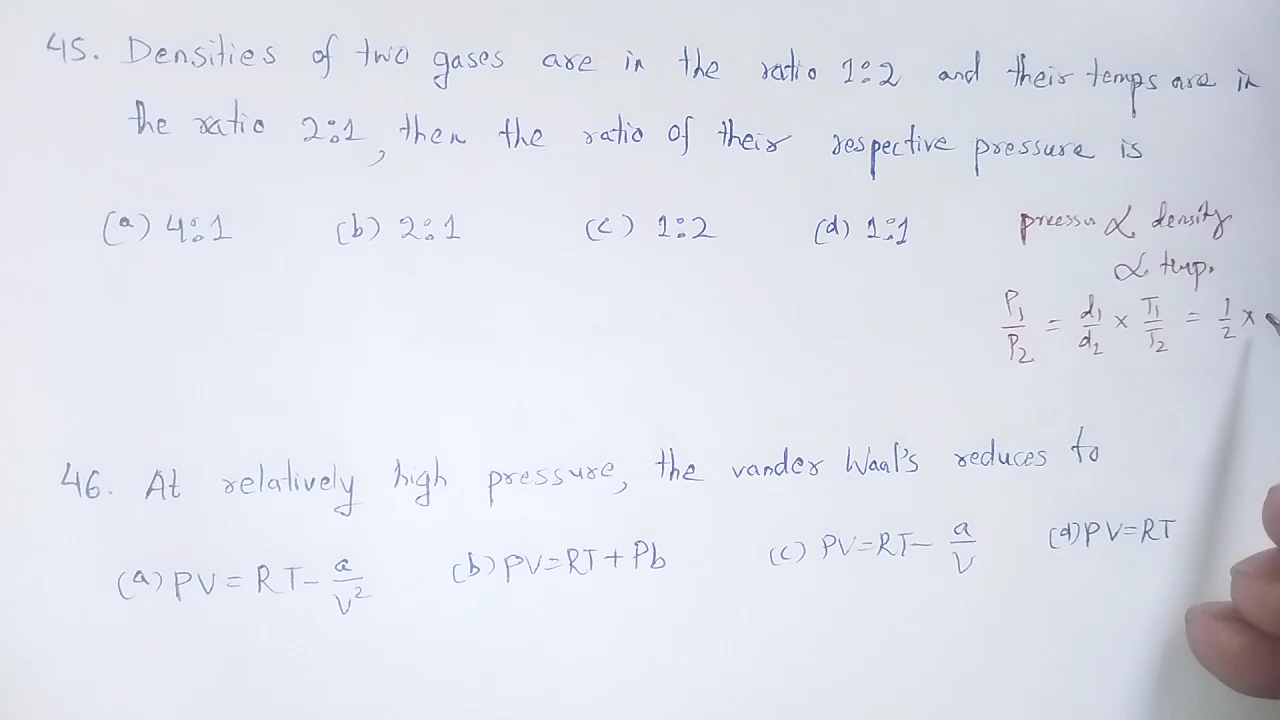 45. Densities of two gases are in the ratio 1:2 and their temps are in
the ratio 2:1, then the ratio of their respective pressure is
(a) 4:1 (b) 2:1 (c) 1:2 (d) 1:1
∝ density
∝ temp.
P₁/P₂ = d₁/d₂ × T₁/T₂ = 1/2 ×
46. At relatively high pressure, the vander Waal's reduces to
(a) PV = RT - a/V² (b) PV = RT + Pb (c) PV = RT - a/V (d) PV = RT